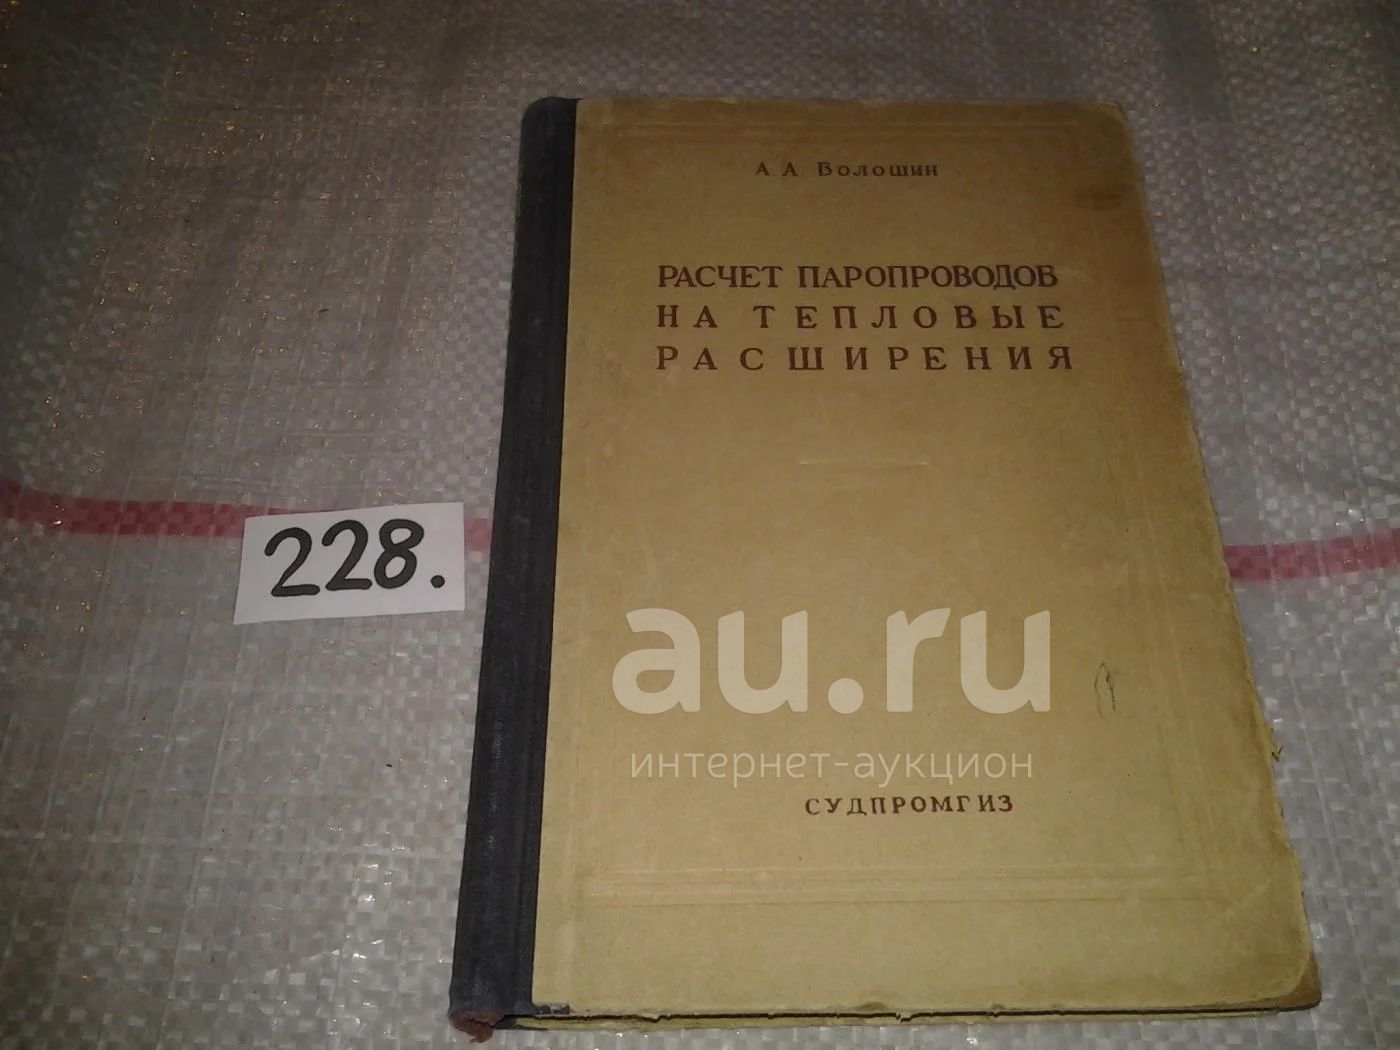 А. А. Волошин
РАСЧЕТ ПАРОПРОВОДОВ
НА ТЕПЛОВЫЕ
РАСШИРЕНИЯ
228.
au.ru
интернет-аукцион
СУДПРОМГИЗ